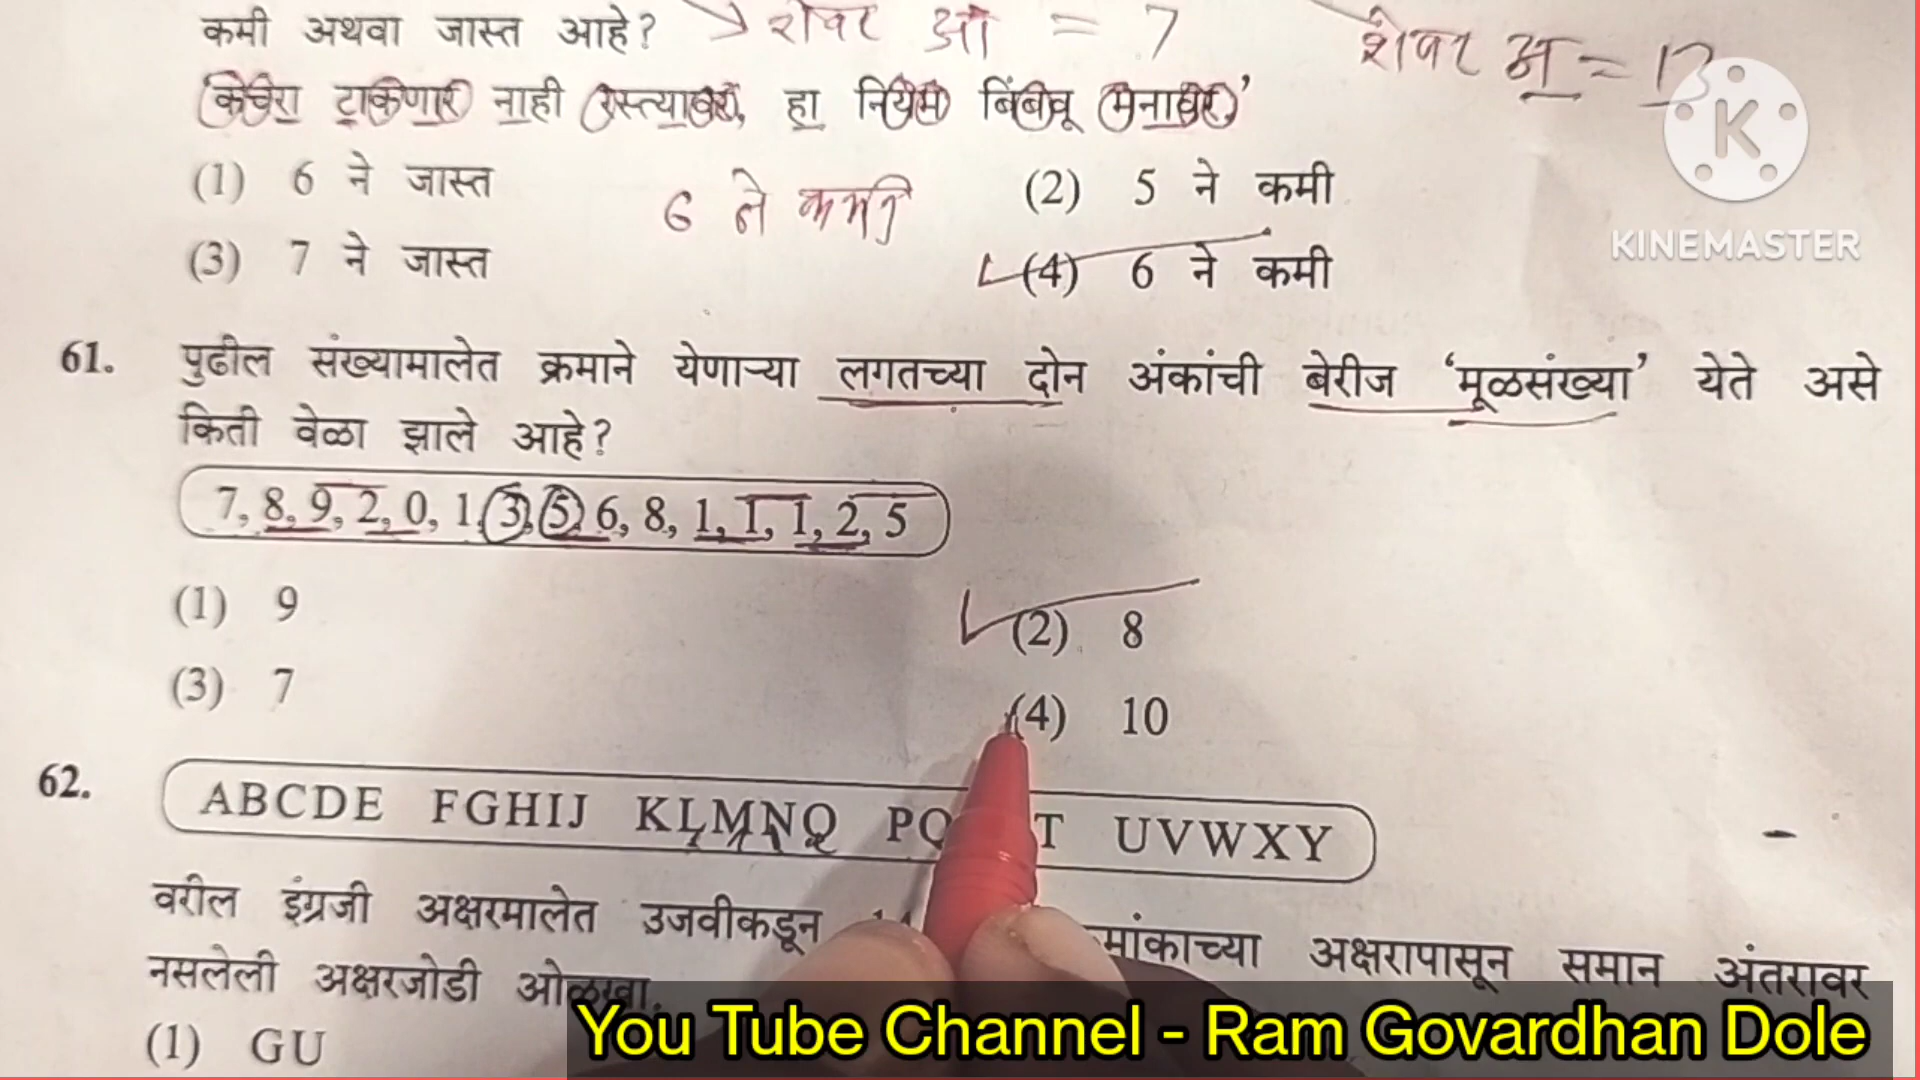 कमी अथवा जास्त आहे? शेवट आ = 7 शेवट अ = 13
'कचरा टाकणार नाही रस्त्यावर, हा नियम बिंबवू मनावर.'
(1) 6 ने जास्त (2) 5 ने कमी
6 ने कमी
(3) 7 ने जास्त (4) 6 ने कमी
K
KINEMASTER
61. पुढील संख्यामालेत क्रमाने येणाऱ्या लगतच्या दोन अंकांची बेरीज 'मूळसंख्या' येते असे
किती वेळा झाले आहे?
7, 8, 9, 2, 0, 1, 3, 5, 6, 8, 1, 1, 1, 2, 5
(1) 9 (2) 8
(3) 7 (4) 10
62. ABCDE FGHIJ KLMNO PQ T UVWXY
वरील इंग्रजी अक्षरमालेत उजवीकडून मांकाच्या अक्षरापासून समान अंतरावर
नसलेली अक्षरजोडी ओळखा.
(1) GU
You Tube Channel - Ram Govardhan Dole